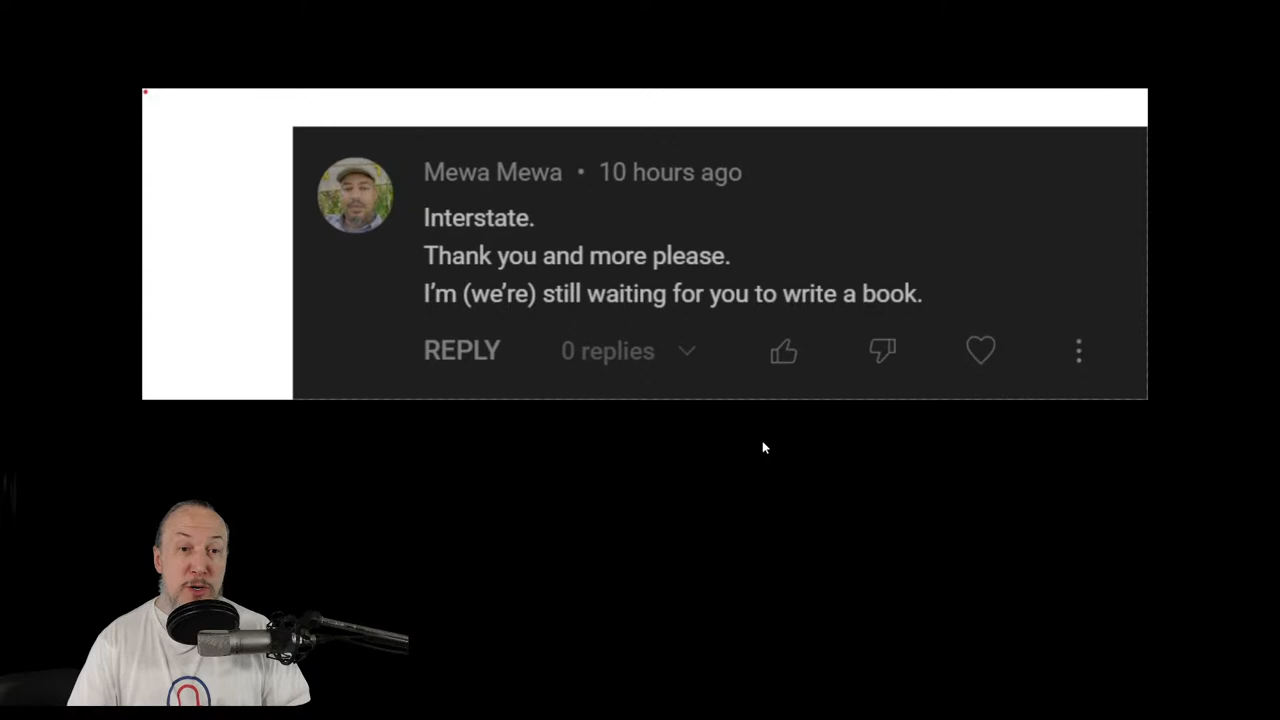 Mewa Mewa • 10 hours ago
Interstate.
Thank you and more please.
I’m (we’re) still waiting for you to write a book.
REPLY 0 replies